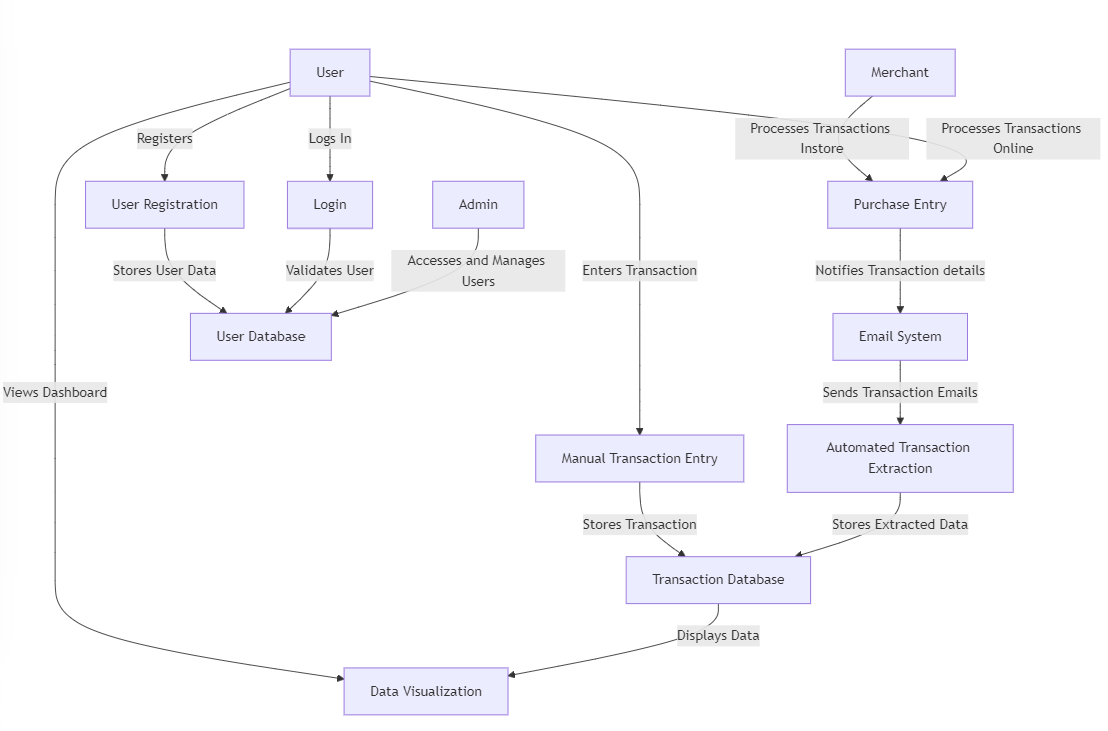 User
Merchant
Registers
Logs In
Processes Transactions
Instore
Processes Transactions
Online
User Registration
Login
Admin
Purchase Entry
Stores User Data
Validates User
Accesses and Manages
Users
Enters Transaction
Notifies Transaction details
User Database
Email System
Views Dashboard
Sends Transaction Emails
Manual Transaction Entry
Automated Transaction
Extraction
Stores Transaction
Stores Extracted Data
Transaction Database
Displays Data
Data Visualization